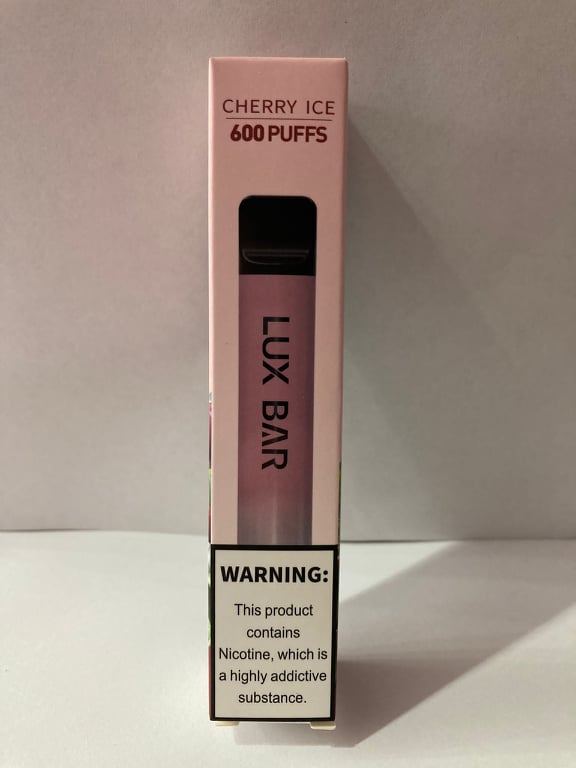 CHERRY ICE
600 PUFFS
LUX BAR
WARNING:
This product
contains
Nicotine, which is
a highly addictive
substance.